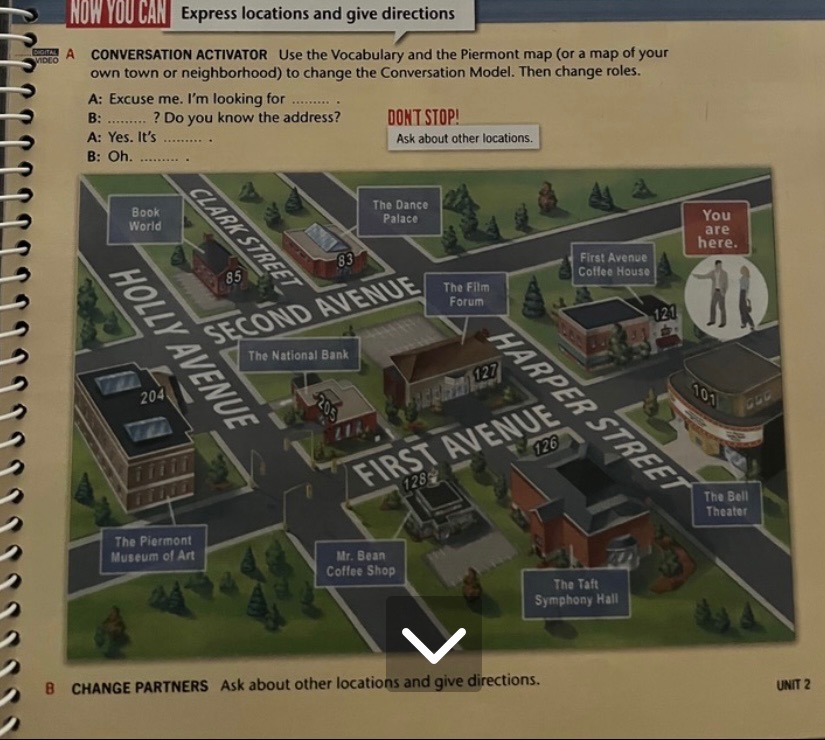 NOW YOU CAN Express locations and give directions
DIGITAL
VIDEO
A CONVERSATION ACTIVATOR Use the Vocabulary and the Piermont map (or a map of your
own town or neighborhood) to change the Conversation Model. Then change roles.
A: Excuse me. I'm looking for ......... .
B: ......... ? Do you know the address?
A: Yes. It's ......... .
B: Oh. ......... .
DON'T STOP!
Ask about other locations.
Book
World
CLARK STREET
The Dance
Palace
You
are
here.
85
83
First Avenue
Coffee House
HOLLY AVENUE
SECOND AVENUE
The Film
Forum
121
The National Bank
HARPER STREET
127
204
205
101
FIRST AVENUE
126
128
The Bell
Theater
The Piermont
Museum of Art
Mr. Bean
Coffee Shop
The Taft
Symphony Hall
B CHANGE PARTNERS Ask about other locations and give directions.
UNIT 2